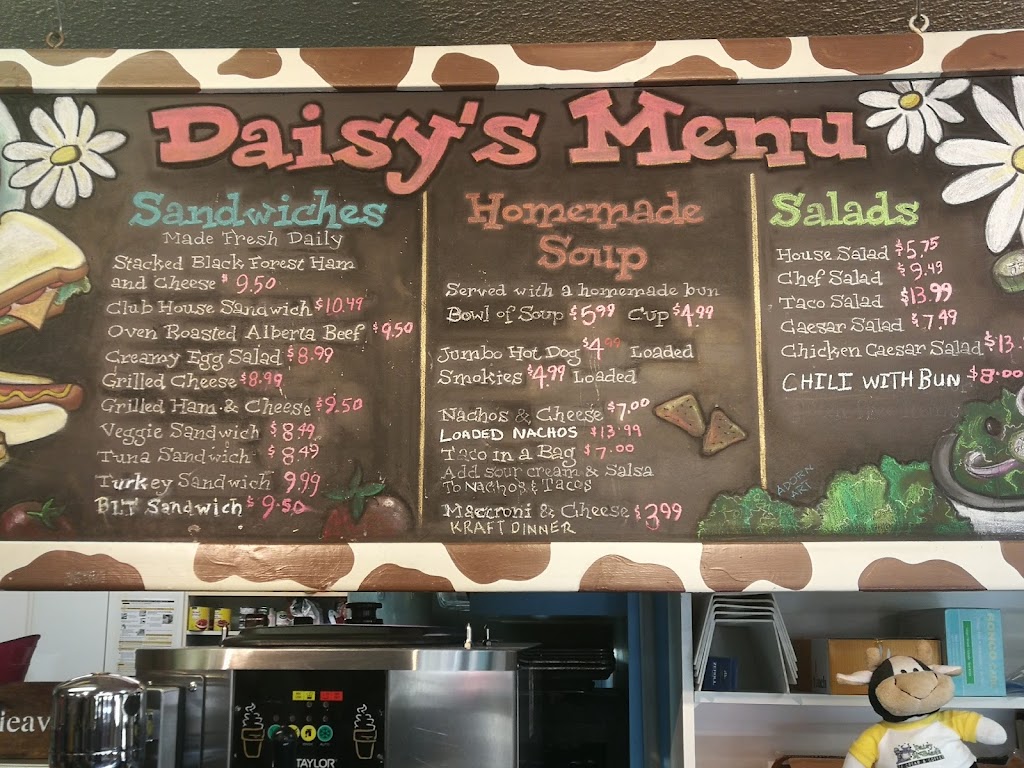 Daisy's Menu
Sandwiches
Made Fresh Daily
Stacked Black Forest Ham
and Cheese $9.50
Club House Sandwich $10.49
Oven Roasted Alberta Beef $9.50
Creamy Egg Salad $8.99
Grilled Cheese $8.99
Grilled Ham & Cheese $9.50
Veggie Sandwich $8.49
Tuna Sandwich $8.49
Turkey Sandwich 9.99
BLT Sandwich $9.50
Homemade
Soup
Served with a homemade bun
Bowl of Soup $5.99 Cup $4.99
Jumbo Hot Dog $4.99 Loaded
Smokies $4.99 Loaded
Nachos & Cheese $7.00
LOADED NACHOS $13.99
Taco in a Bag $7.00
Add sour cream & Salsa
To Nachos & Tacos
Maccroni & Cheese $3.99
KRAFT DINNER
Salads
House Salad $5.75
Chef Salad $9.49
Taco Salad $13.99
Caesar Salad $7.49
Chicken Caesar Salad $13.
CHILI WITH BUN $8.00
TAYLOR